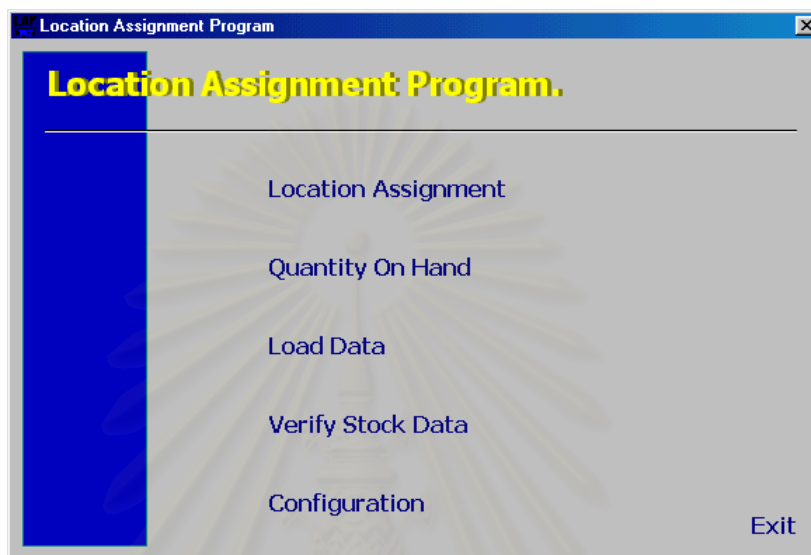 Location Assignment Program
Location Assignment Program.
Location Assignment
Quantity On Hand
Load Data
Verify Stock Data
Configuration
Exit